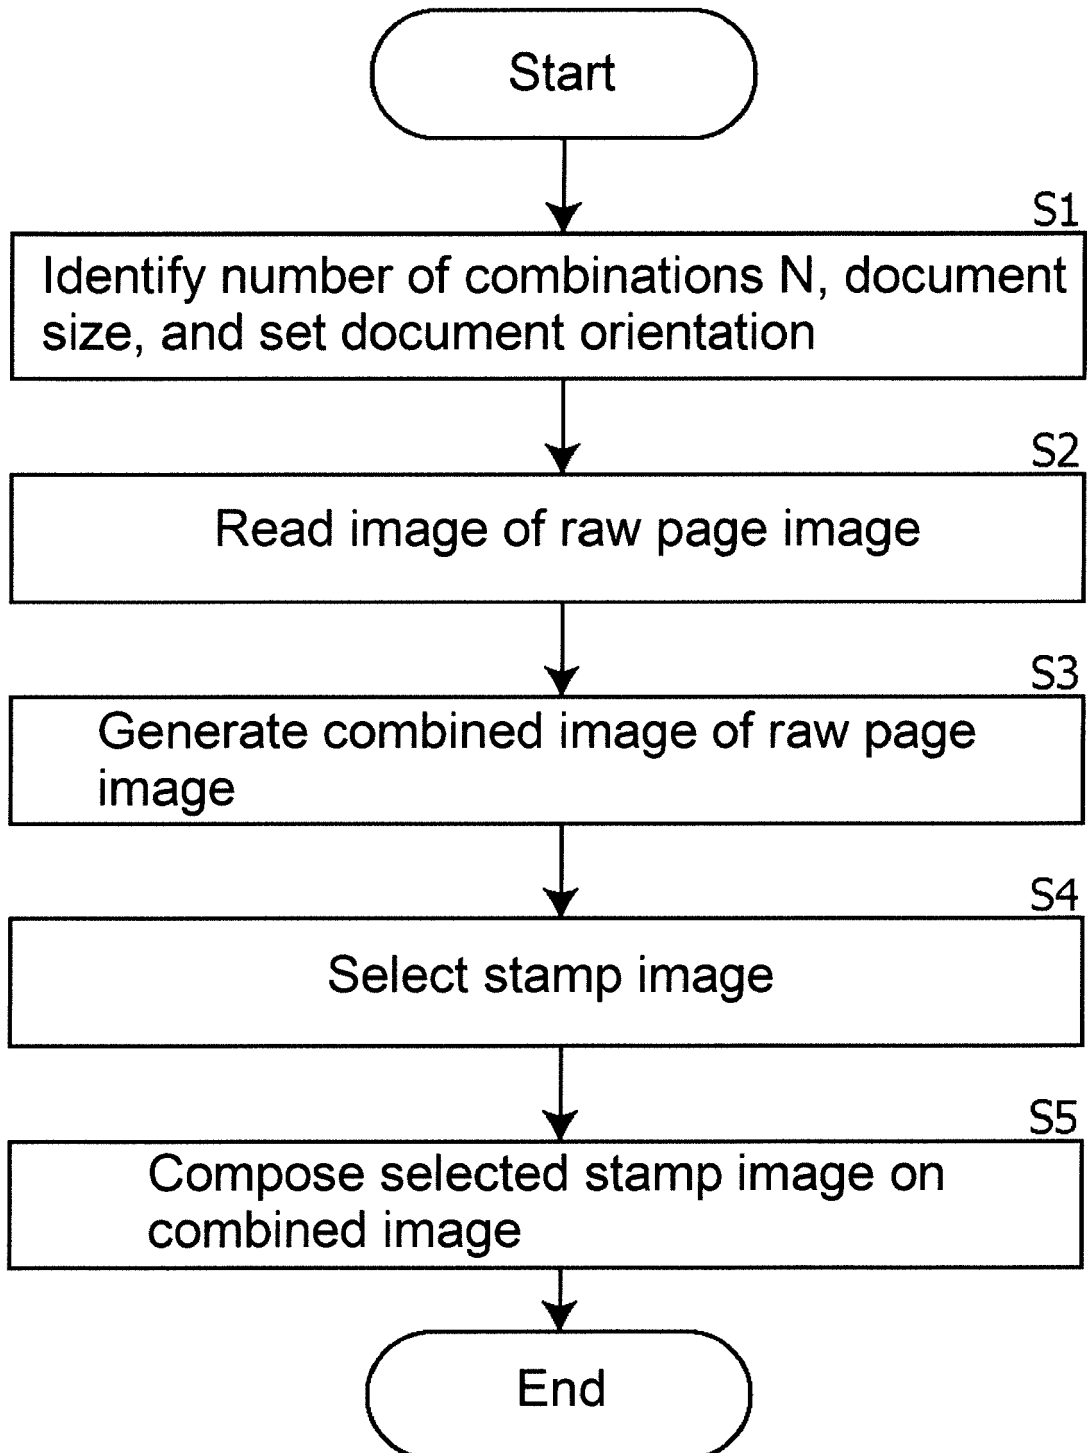 Start
S1
Identify number of combinations N, document
size, and set document orientation
S2
Read image of raw page image
S3
Generate combined image of raw page
image
S4
Select stamp image
S5
Compose selected stamp image on
combined image
End